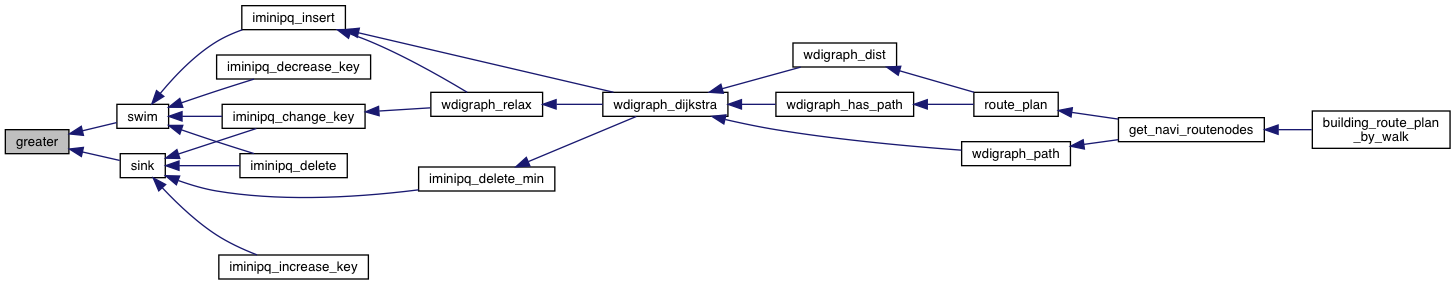 greater
swim
sink
iminipq_insert
iminipq_decrease_key
iminipq_change_key
iminipq_delete
iminipq_increase_key
wdigraph_relax
iminipq_delete_min
wdigraph_dijkstra
wdigraph_dist
wdigraph_has_path
wdigraph_path
route_plan
get_navi_routenodes
building_route_plan
_by_walk